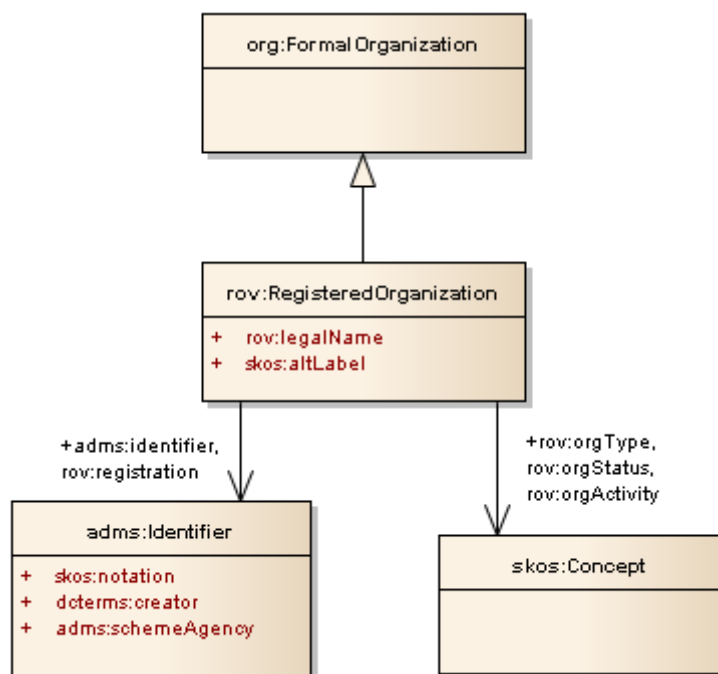 org:FormalOrganization
rov:RegisteredOrganization
+ rov:legalName
+ skos:altLabel
+adms:identifier,
rov:registration
+rov:orgType,
rov:orgStatus,
rov:orgActivity
adms:Identifier
+ skos:notation
+ dcterms:creator
+ adms:schemeAgency
skos:Concept